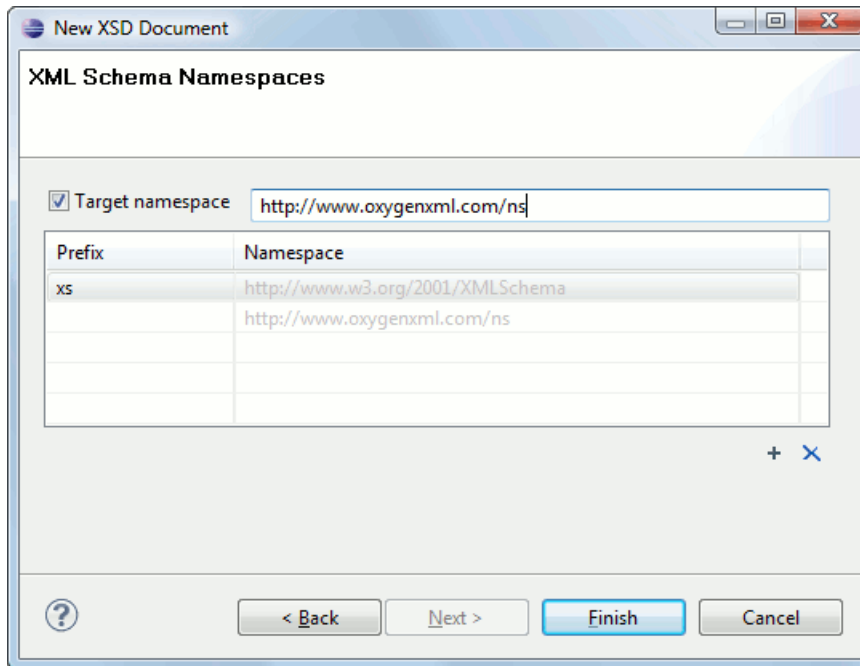 New XSD Document
XML Schema Namespaces
Target namespace http://www.oxygenxml.com/ns
Prefix Namespace
xs http://www.w3.org/2001/XMLSchema
http://www.oxygenxml.com/ns
< Back Next > Finish Cancel